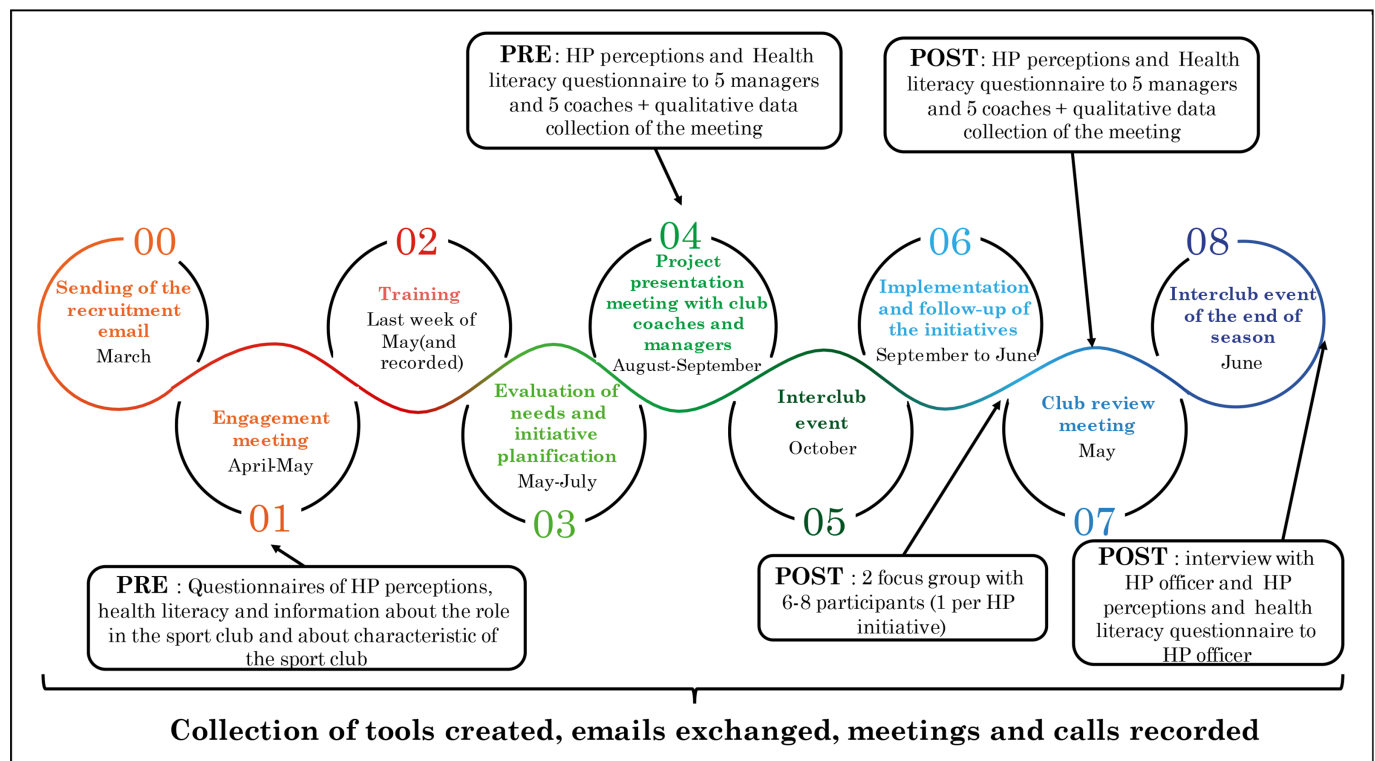 PRE: HP perceptions and Health
literacy questionnaire to 5 managers
and 5 coaches + qualitative data
collection of the meeting
POST: HP perceptions and Health
literacy questionnaire to 5 managers
and 5 coaches + qualitative data
collection of the meeting
00
Sending of the
recruitment
email
March
01
Engagement
meeting
April-May
02
Training
Last week of
May(and
recorded)
03
Evaluation of
needs and
initiative
planification
May-July
04
Project
presentation
meeting with club
coaches and
managers
August-September
05
Interclub
event
October
06
Implementation
and follow-up of
the initiatives
September to June
07
Club review
meeting
May
08
Interclub event
of the end of
season
June
PRE : Questionnaires of HP perceptions,
health literacy and information about the role
in the sport club and about characteristic of
the sport club
POST : 2 focus group with
6-8 participants (1 per HP
initiative)
POST : interview with
HP officer and HP
perceptions and health
literacy questionnaire to
HP officer
Collection of tools created, emails exchanged, meetings and calls recorded